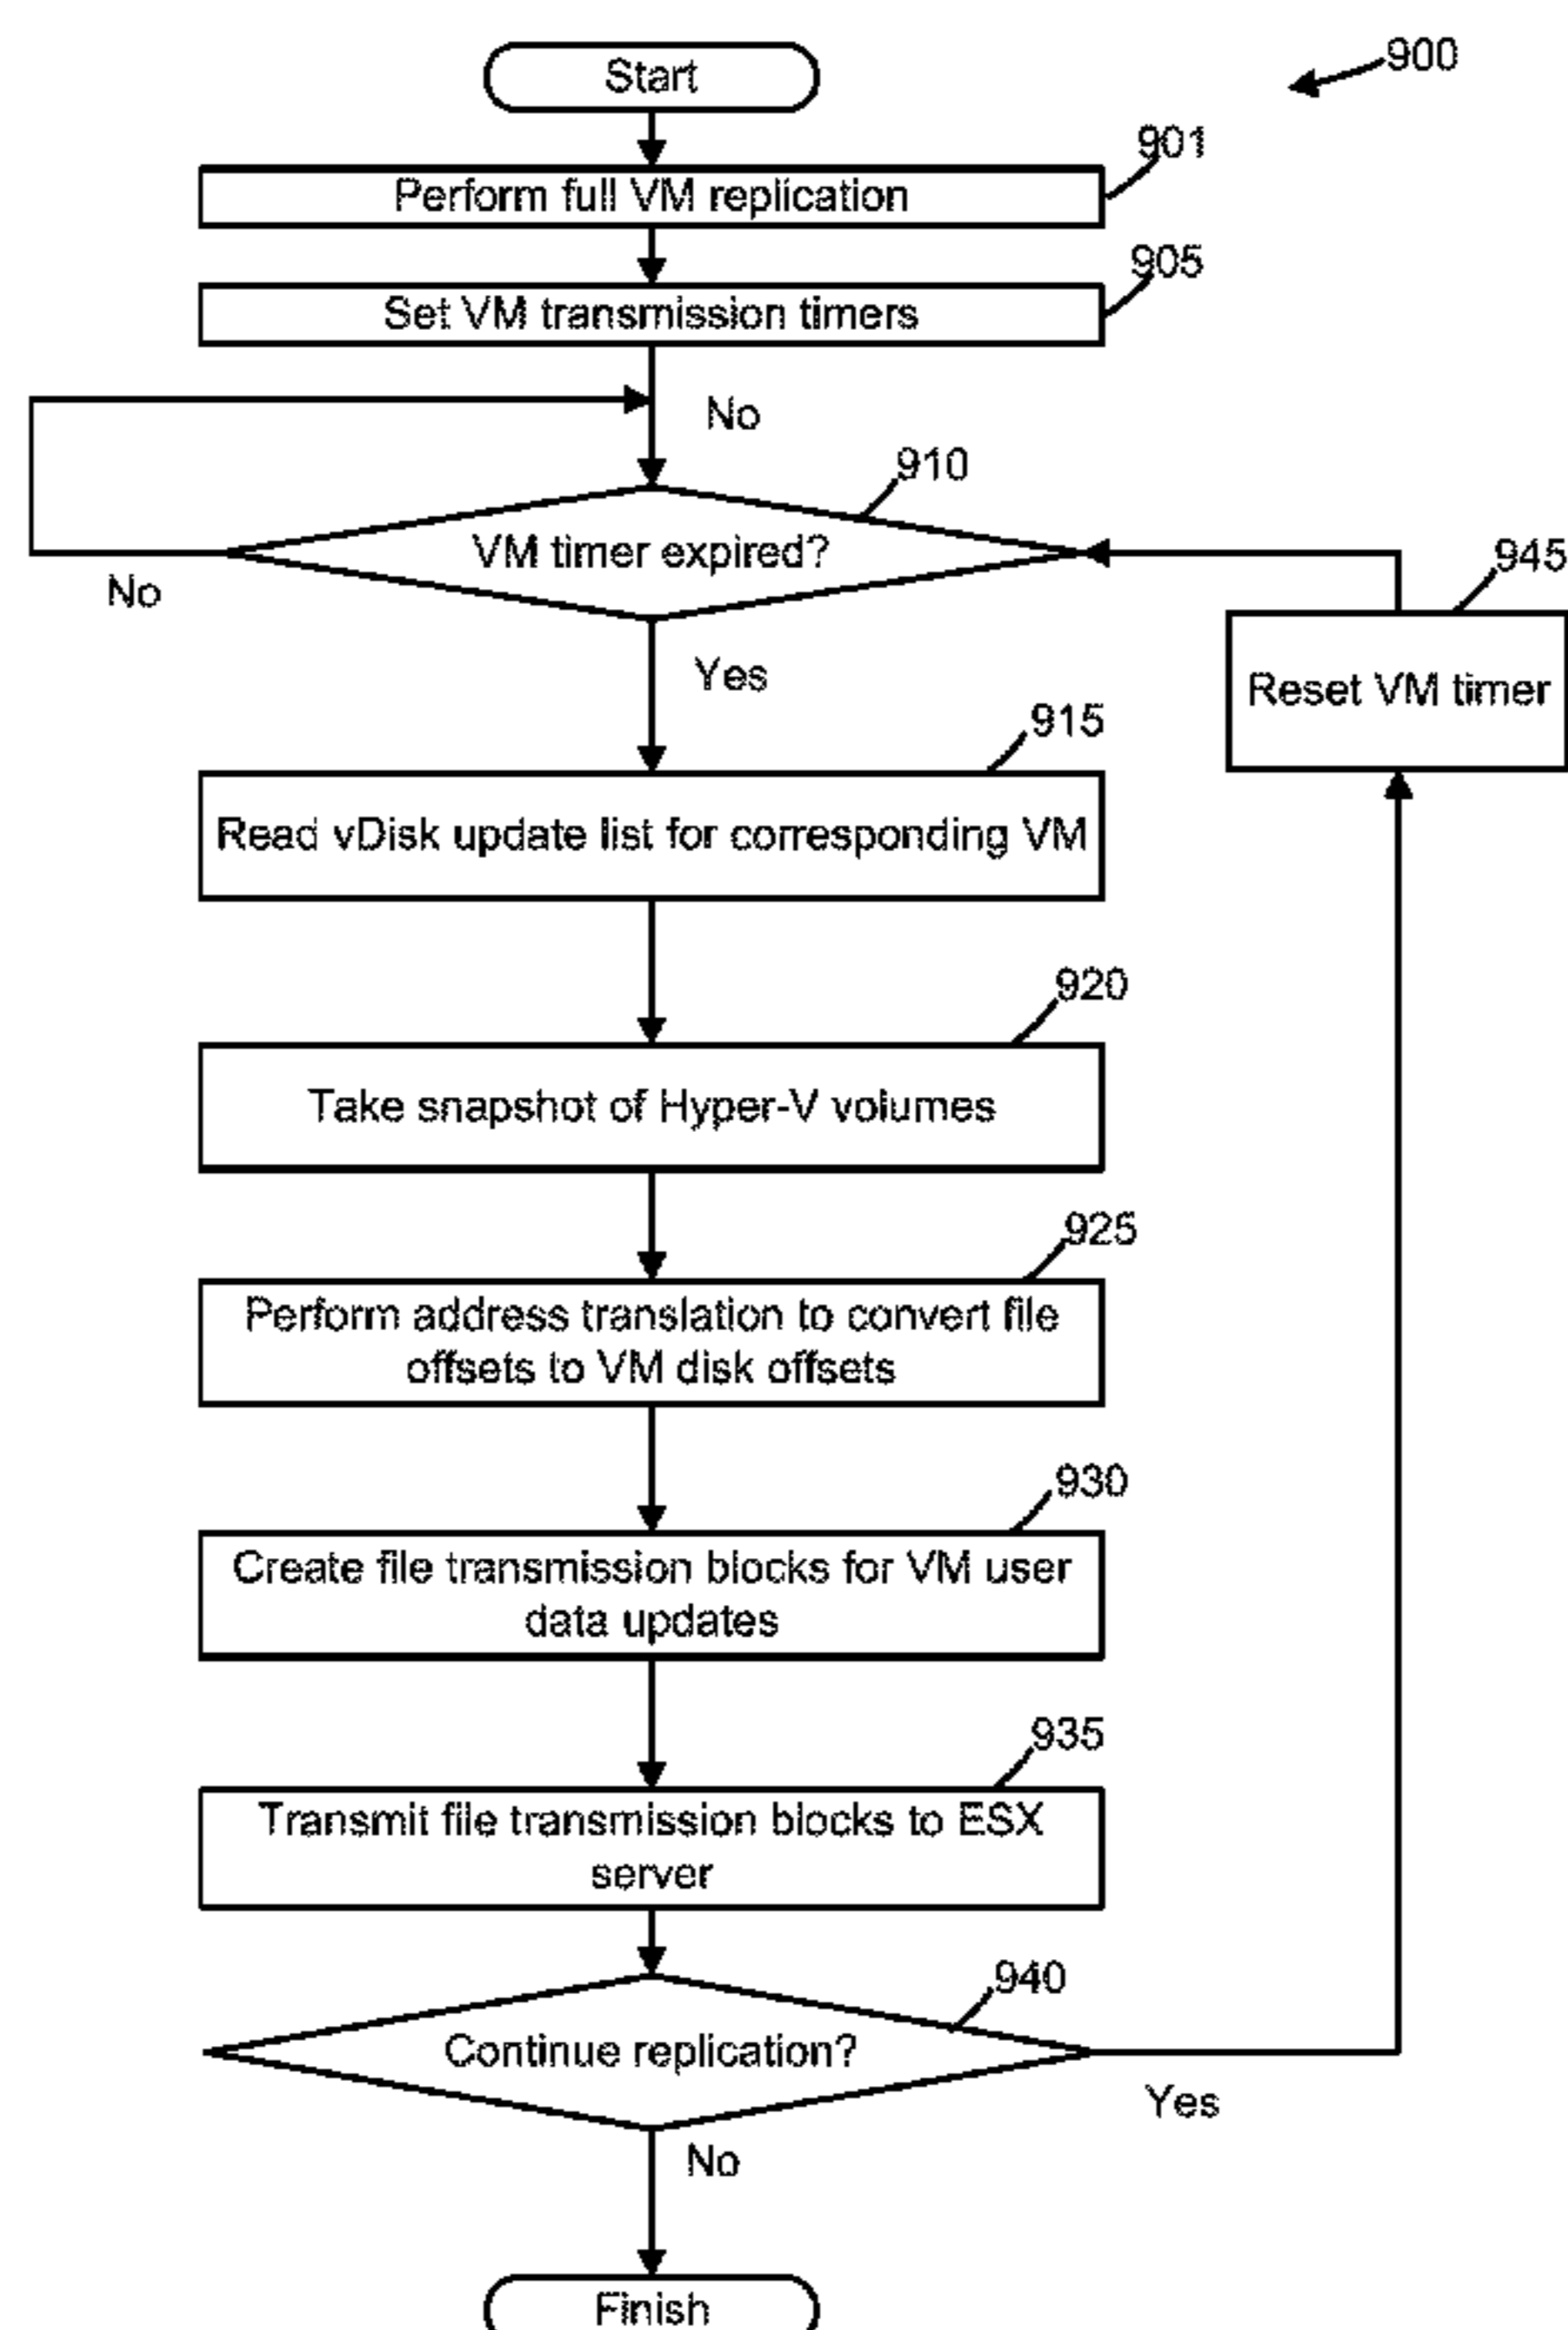 Start
900
901
Perform full VM replication
905
Set VM transmission timers
No
910
VM timer expired?
945
No
Reset VM timer
Yes
915
Read vDisk update list for corresponding VM
920
Take snapshot of Hyper-V volumes
925
Perform address translation to convert file
offsets to VM disk offsets
930
Create file transmission blocks for VM user
data updates
935
Transmit file transmission blocks to ESX
server
940
Continue replication?
Yes
No
Finish